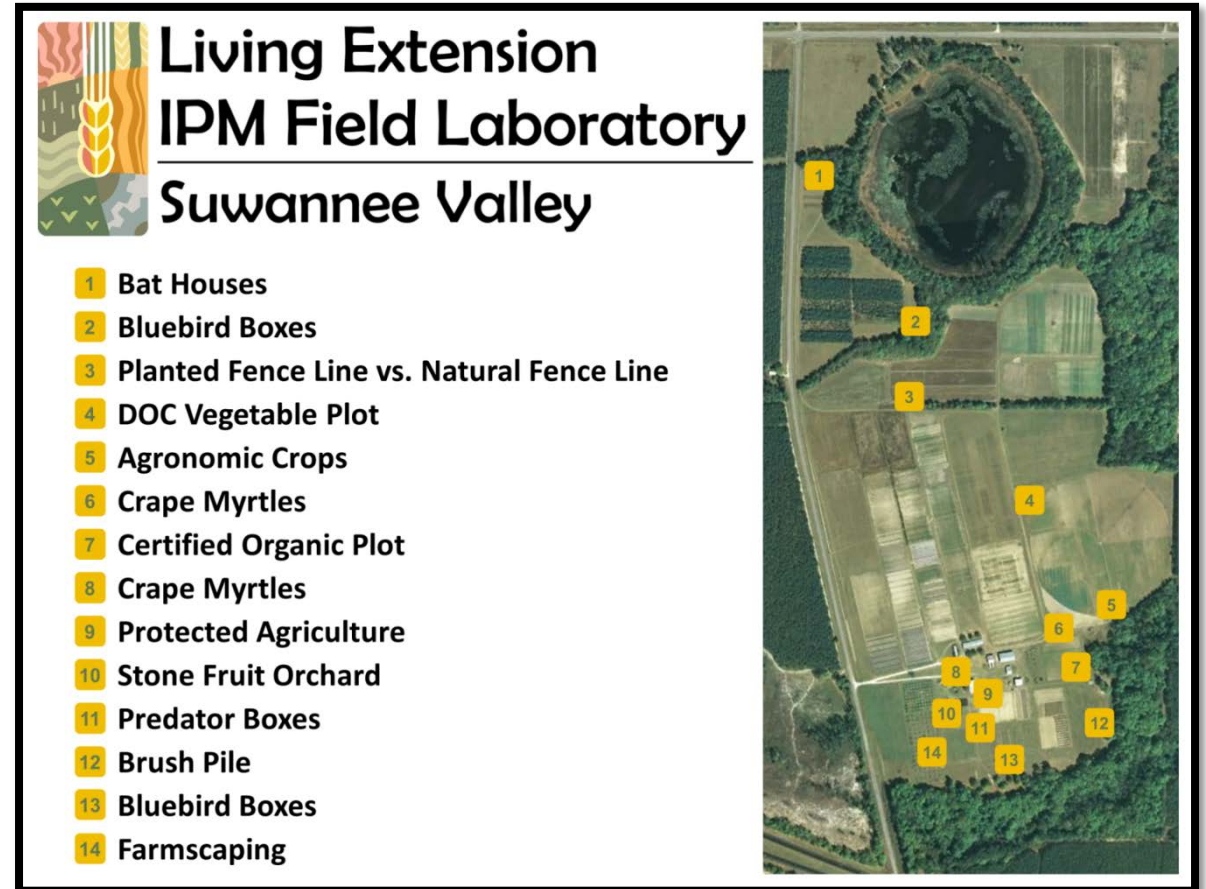 Living Extension
IPM Field Laboratory
Suwannee Valley
1 Bat Houses
2 Bluebird Boxes
3 Planted Fence Line vs. Natural Fence Line
4 DOC Vegetable Plot
5 Agronomic Crops
6 Crape Myrtles
7 Certified Organic Plot
8 Crape Myrtles
9 Protected Agriculture
10 Stone Fruit Orchard
11 Predator Boxes
12 Brush Pile
13 Bluebird Boxes
14 Farmscaping
1
2
3
4
5
6
7
8
9
10
11
12
14
13